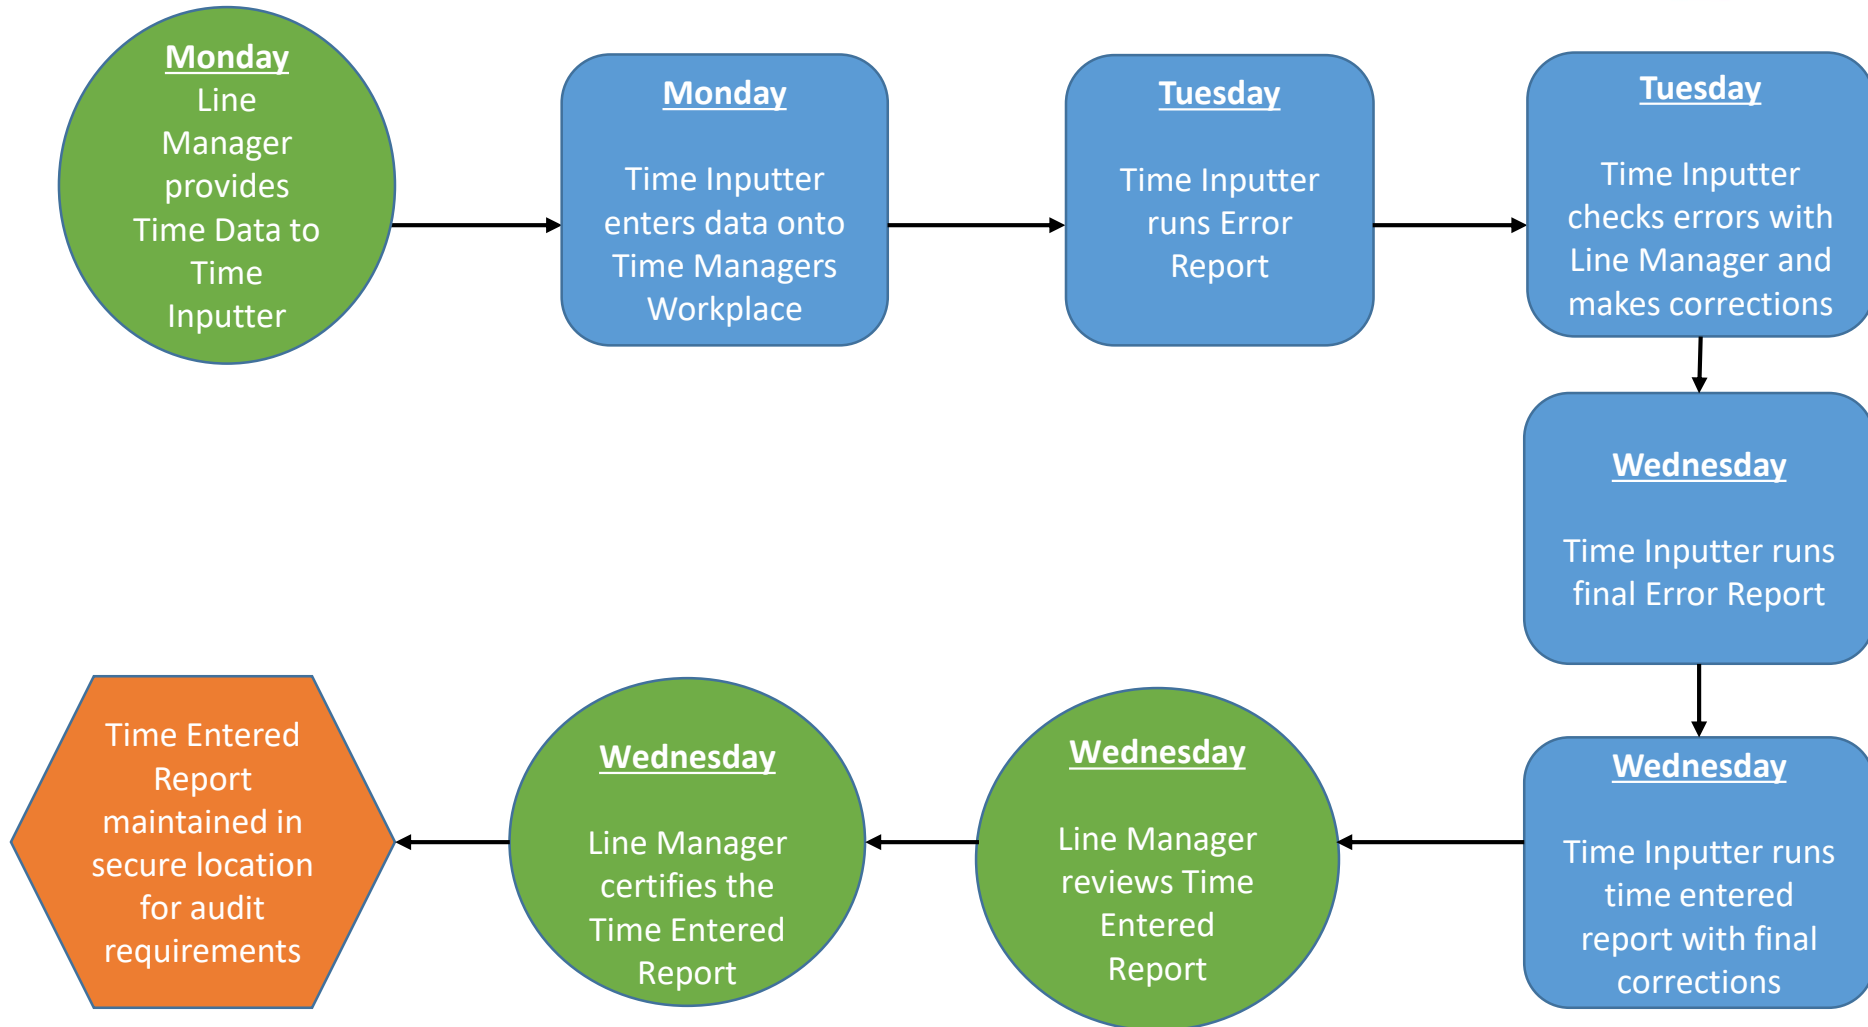 Monday
Line
Manager
provides
Time Data to
Time
Inputter
Monday
Time Inputter
enters data onto
Time Managers
Workplace
Tuesday
Time Inputter
runs Error
Report
Tuesday
Time Inputter
checks errors with
Line Manager and
makes corrections
Wednesday
Time Inputter runs
final Error Report
Wednesday
Time Inputter runs
time entered
report with final
corrections
Wednesday
Line Manager
reviews Time
Entered
Report
Wednesday
Line Manager
certifies the
Time Entered
Report
Time Entered
Report
maintained in
secure location
for audit
requirements